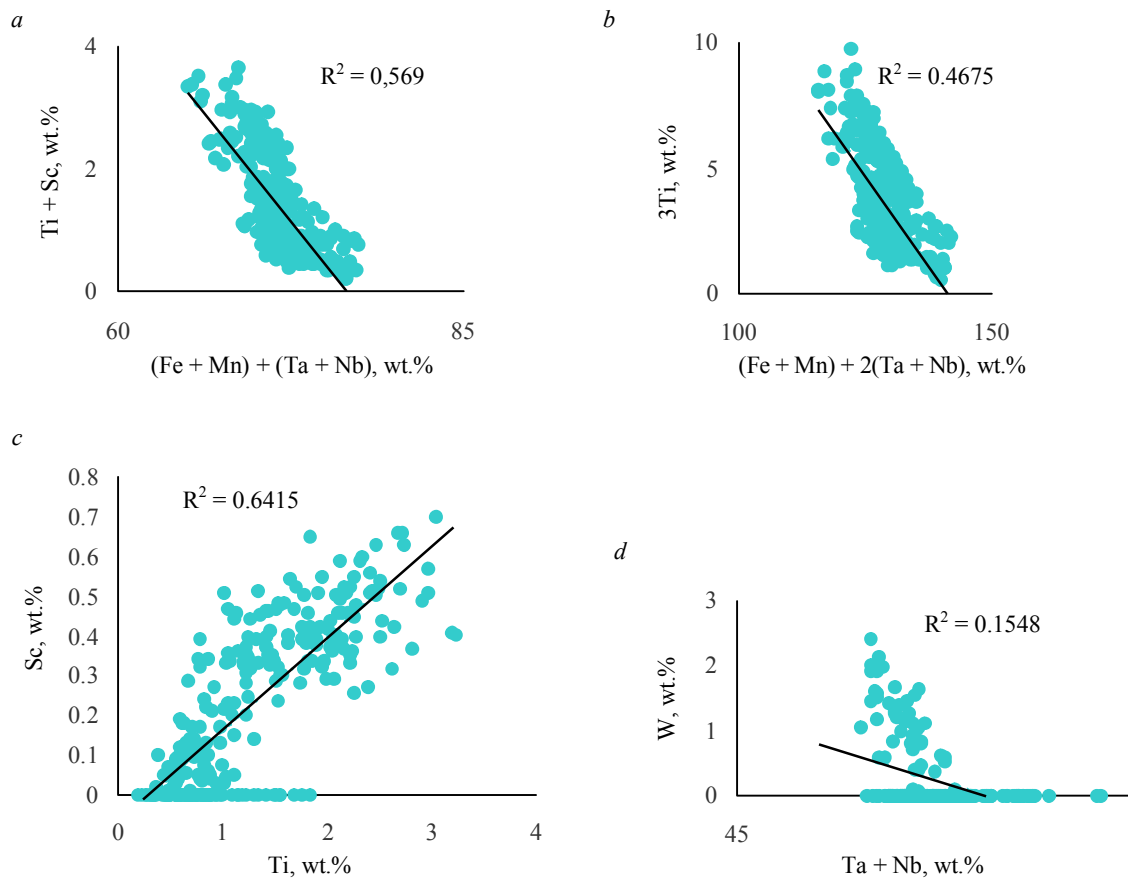 a
4
R² = 0,569
Ti + Sc, wt.%
2
0
60
85
(Fe + Mn) + (Ta + Nb), wt.%
b
10
R² = 0.4675
3Ti, wt.%
5
0
100
150
(Fe + Mn) + 2(Ta + Nb), wt.%
c
0.8
R² = 0.6415
0.7
0.6
0.5
Sc, wt.%
0.4
0.3
0.2
0.1
0
0
1
2
3
4
Ti, wt.%
d
3
R² = 0.1548
2
W, wt.%
1
0
45
Ta + Nb, wt.%